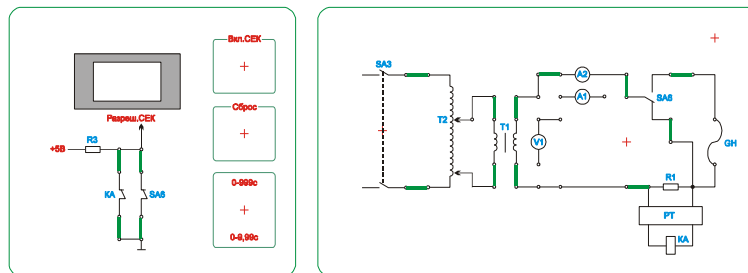 Вкл.СЕК
Сброс
Разреш.СЕК
R3
+5В
КА
SA6
0-999с
0-9,99с
SA3
A2
A1
SA5
T2
T1
V1
GH
R1
РТ
КА